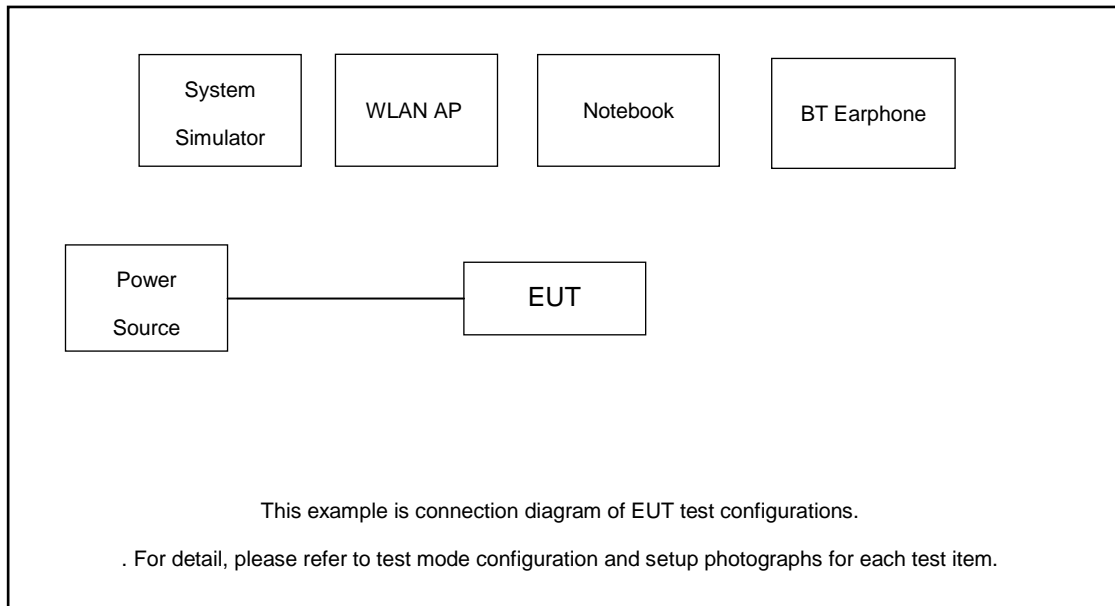 System
Simulator
WLAN AP
Notebook
BT Earphone
Power
Source
EUT
This example is connection diagram of EUT test configurations.
. For detail, please refer to test mode configuration and setup photographs for each test item.